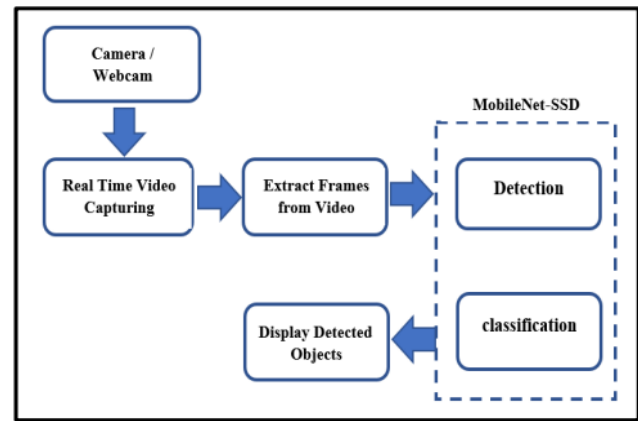 Camera /
Webcam
MobileNet-SSD
Real Time Video
Capturing
Extract Frames
from Video
Detection
classification
Display Detected
Objects